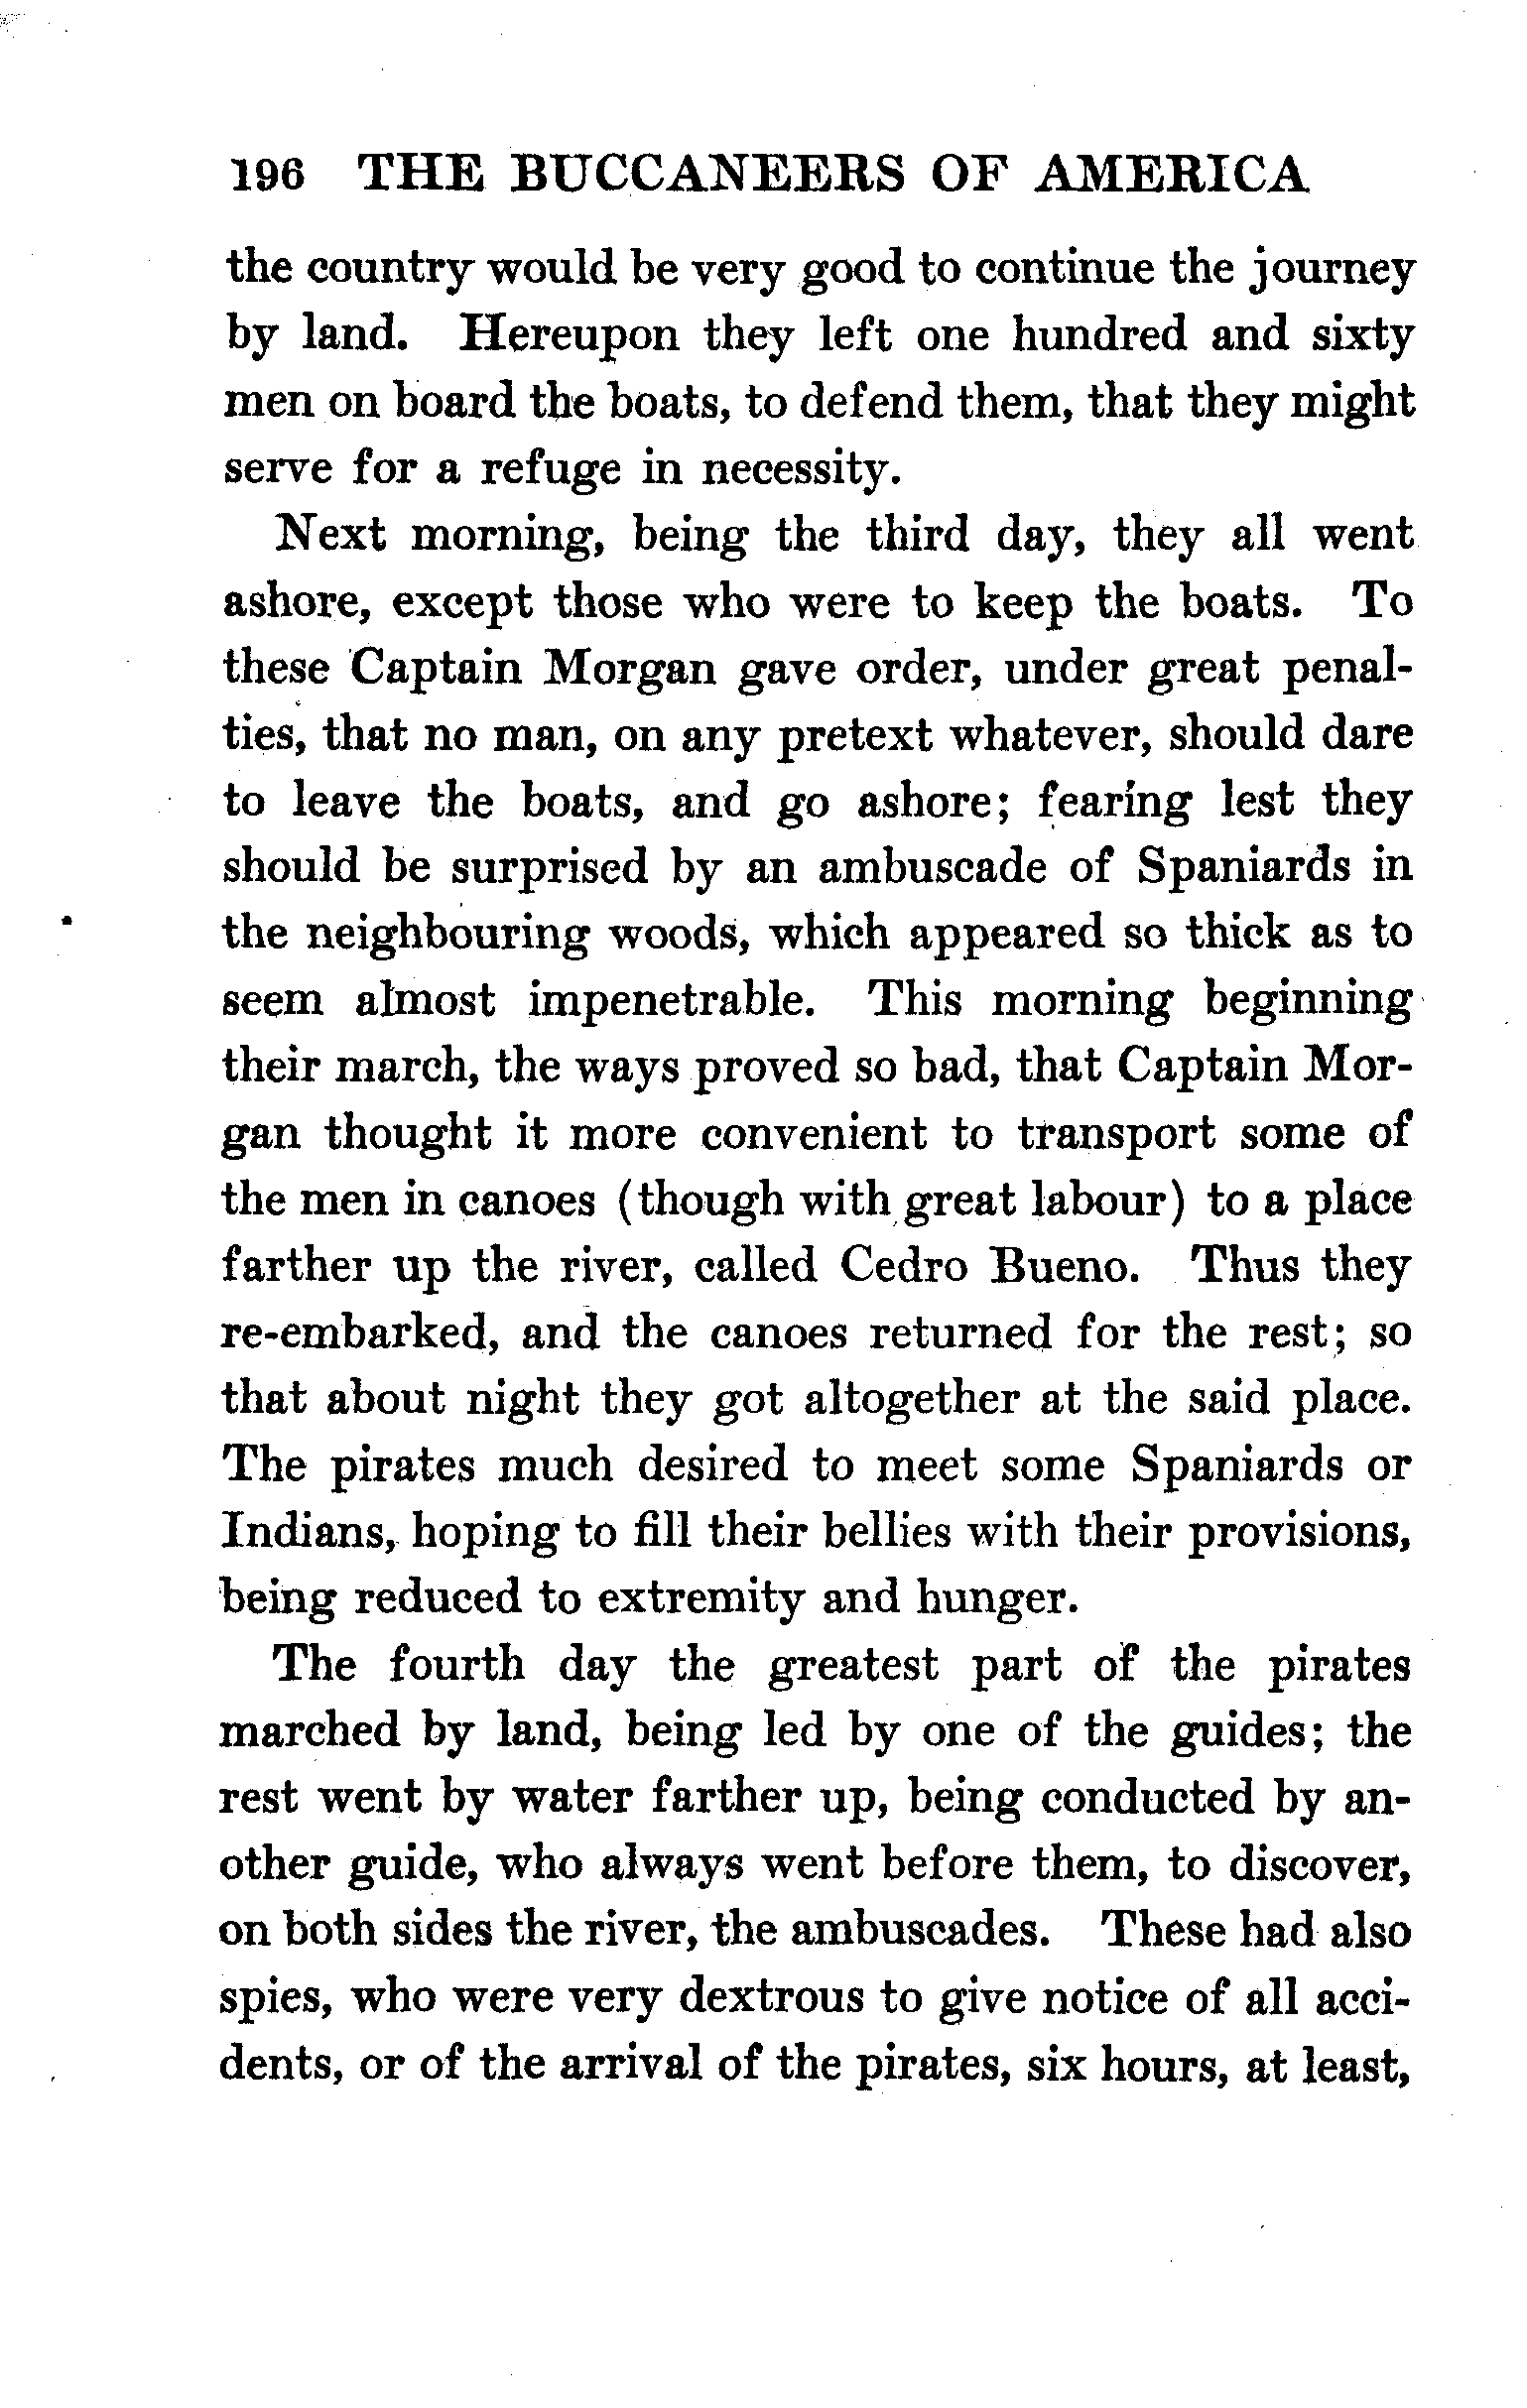 196 THE BUCCANEERS OF AMERICA
the country would be very good to continue the journey
by land. Hereupon they left one hundred and sixty
men on board the boats, to defend them, that they might
serve for a refuge in necessity.
Next morning, being the third day, they all went
ashore, except those who were to keep the boats. To
these Captain Morgan gave order, under great penal-
ties, that no man, on any pretext whatever, should dare
to leave the boats, and go ashore; fearing lest they
should be surprised by an ambuscade of Spaniards in
the neighbouring woods, which appeared so thick as to
seem almost impenetrable. This morning beginning
their march, the ways proved so bad, that Captain Mor-
gan thought it more convenient to transport some of
the men in canoes (though with great labour) to a place
farther up the river, called Cedro Bueno. Thus they
re-embarked, and the canoes returned for the rest; so
that about night they got altogether at the said place.
The pirates much desired to meet some Spaniards or
Indians, hoping to fill their bellies with their provisions,
being reduced to extremity and hunger.
The fourth day the greatest part of the pirates
marched by land, being led by one of the guides; the
rest went by water farther up, being conducted by an-
other guide, who always went before them, to discover,
on both sides the river, the ambuscades. These had also
spies, who were very dextrous to give notice of all acci-
dents, or of the arrival of the pirates, six hours, at least,